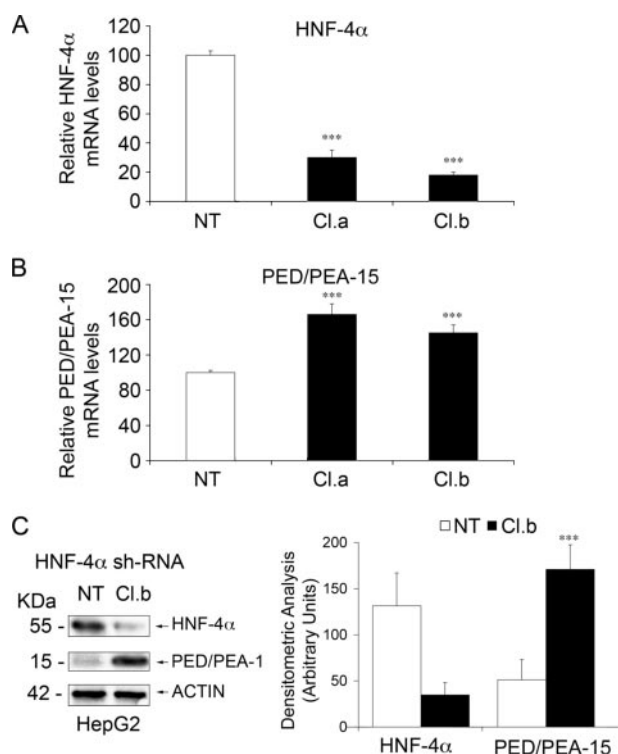 A
HNF-4α
Relative HNF-4α
mRNA levels
120
100
80
60
40
20
0
***
***
NT
Cl.a
Cl.b
B
PED/PEA-15
Relative PED/PEA-15
mRNA levels
200
160
120
80
40
0
***
***
NT
Cl.a
Cl.b
C
HNF-4α sh-RNA
KDa
NT Cl.b
55 - HNF-4α
15 - PED/PEA-1
42 - ACTIN
HepG2
NT Cl.b
Densitometric Analysis
(Arbitrary Units)
200
150
100
50
0
***
HNF-4α
PED/PEA-15